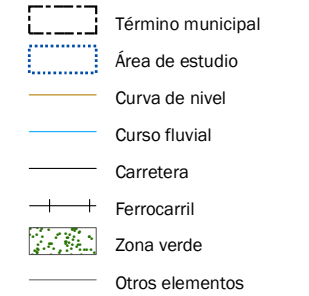 Término municipal
Área de estudio
Curva de nivel
Curso fluvial
Carretera
Ferrocarril
Zona verde
Otros elementos